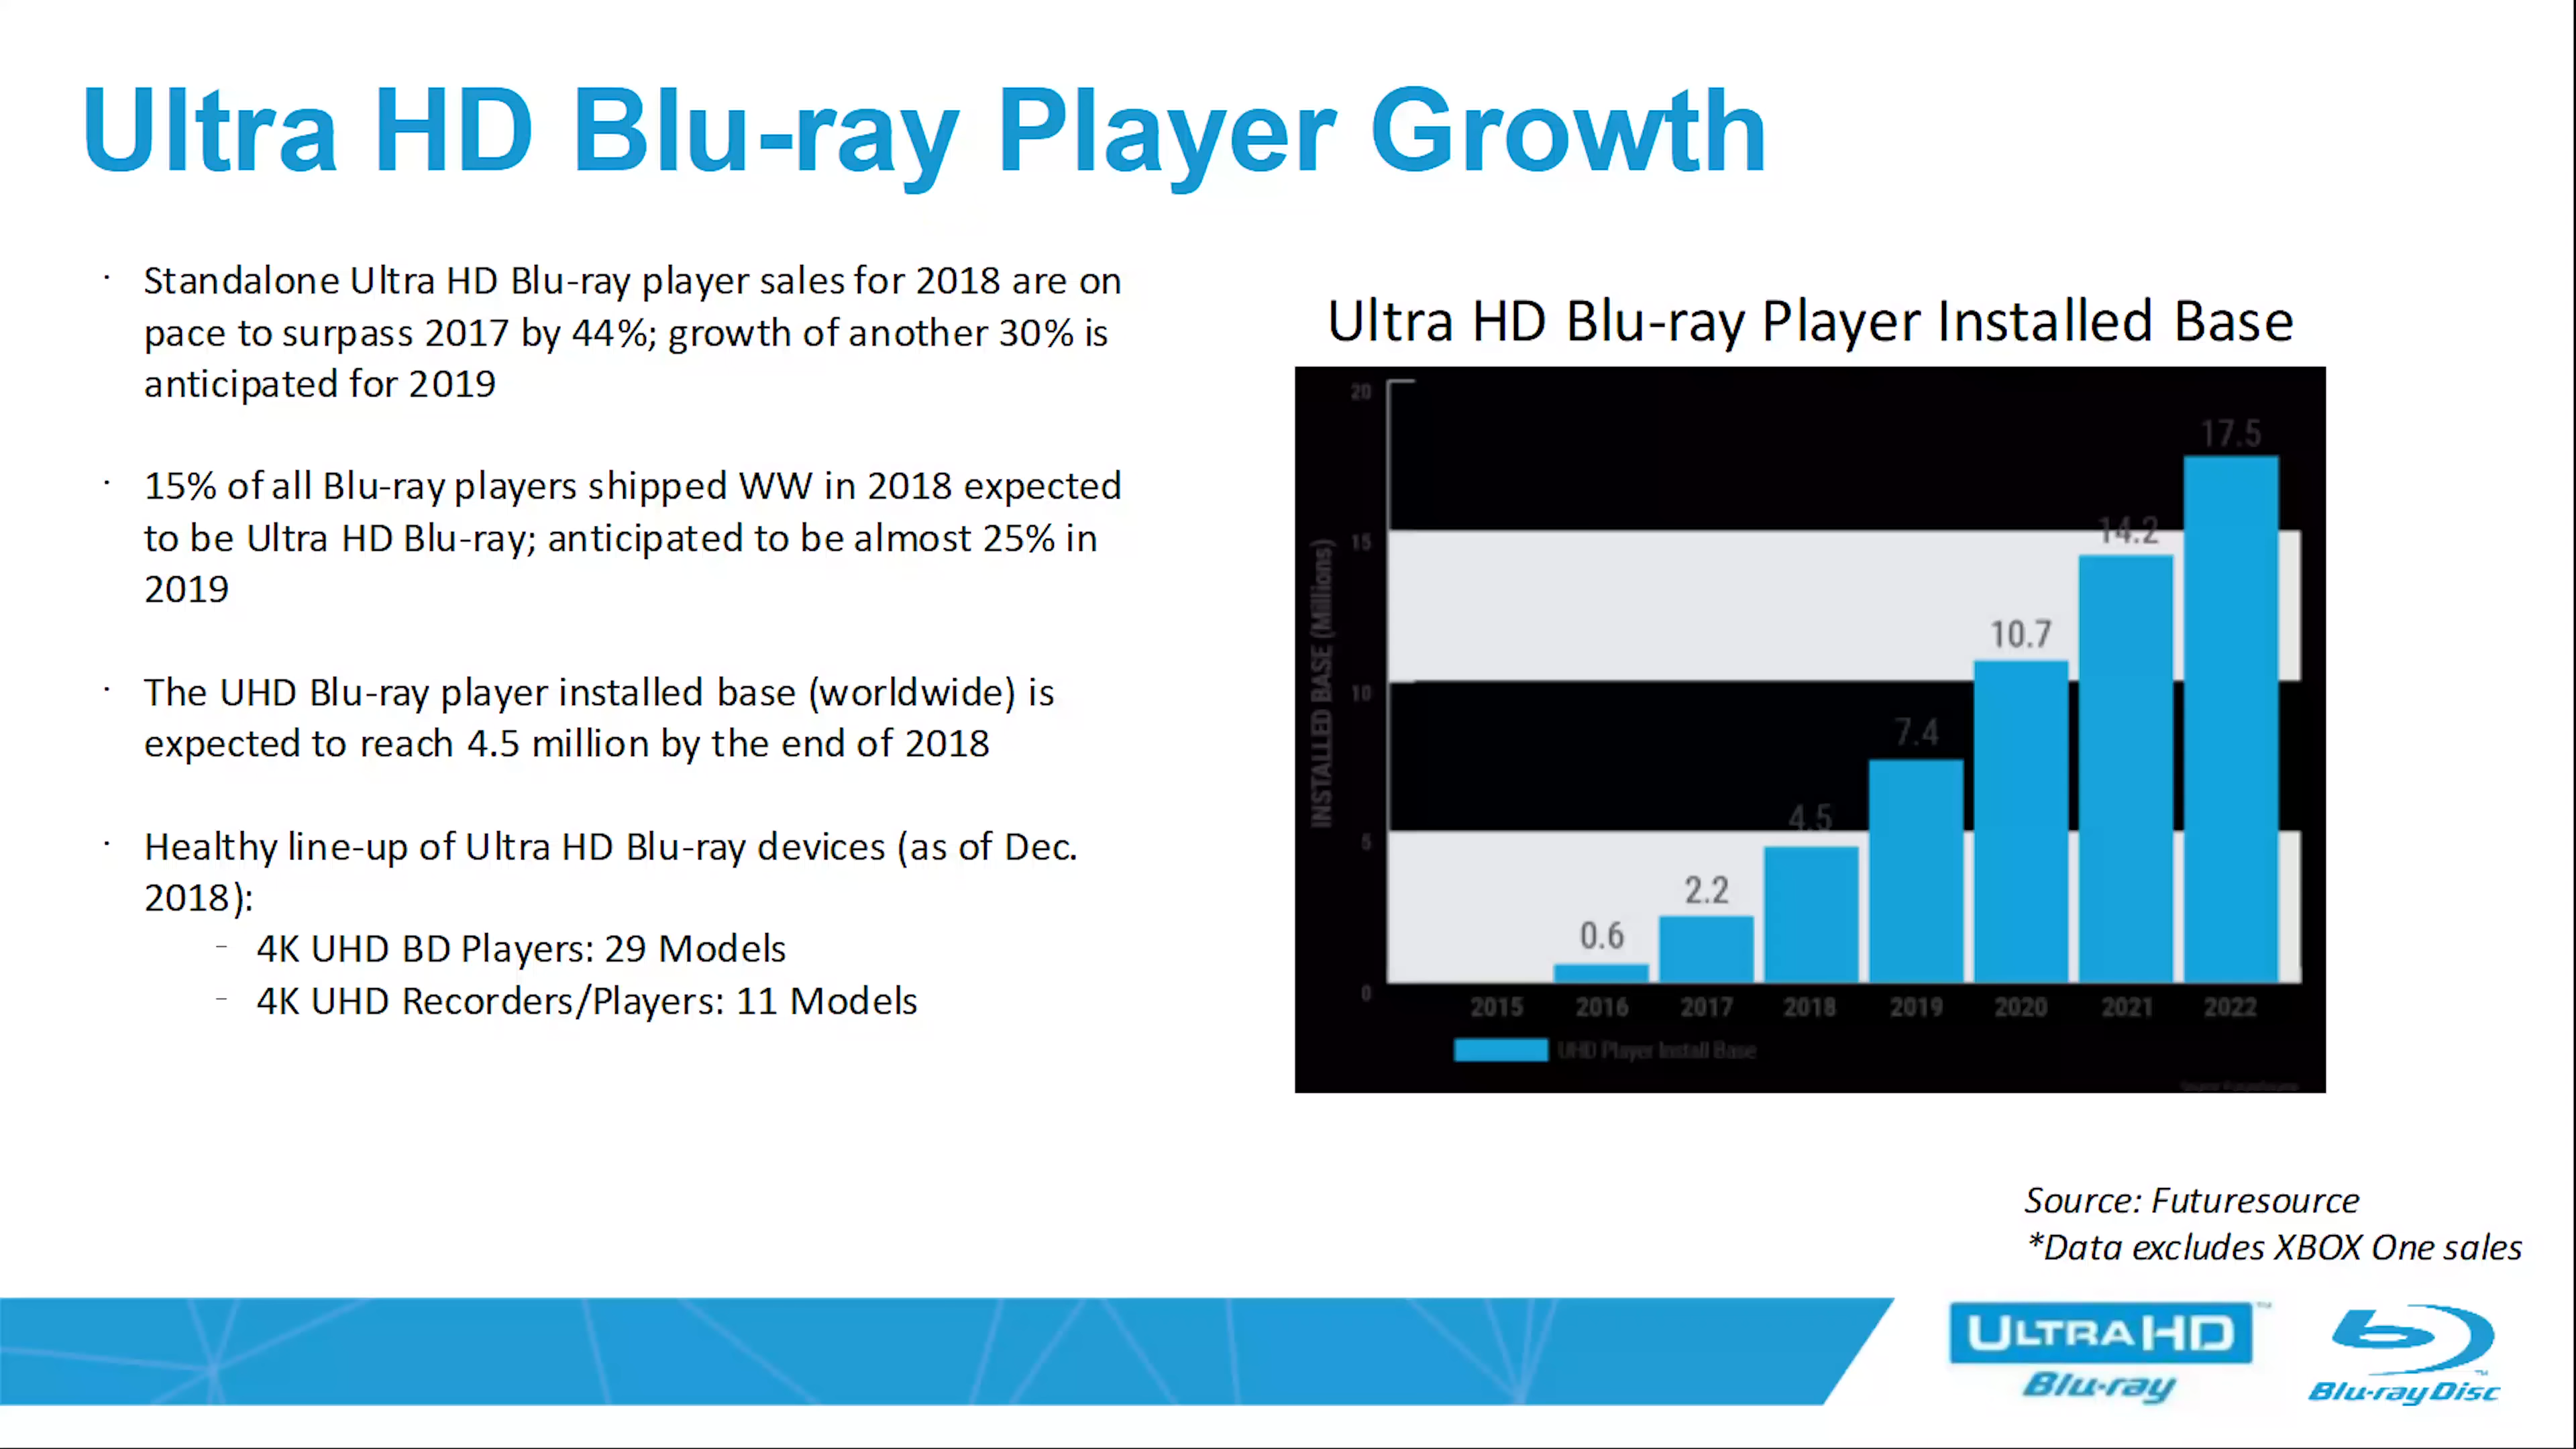 Ultra HD Blu-ray Player Growth
· Standalone Ultra HD Blu-ray player sales for 2018 are on
pace to surpass 2017 by 44%; growth of another 30% is
anticipated for 2019
· 15% of all Blu-ray players shipped WW in 2018 expected
to be Ultra HD Blu-ray; anticipated to be almost 25% in
2019
· The UHD Blu-ray player installed base (worldwide) is
expected to reach 4.5 million by the end of 2018
· Healthy line-up of Ultra HD Blu-ray devices (as of Dec.
2018):
- 4K UHD BD Players: 29 Models
- 4K UHD Recorders/Players: 11 Models
Ultra HD Blu-ray Player Installed Base
INSTALLED BASE (Millions)
20
15
10
5
0
0.6
2.2
4.5
7.4
10.7
14.2
17.5
2015 2016 2017 2018 2019 2020 2021 2022
UHD Player Install Base
Source: Futuresource
*Data excludes XBOX One sales
ULTRA HD™
Blu-ray
Blu-ray Disc™